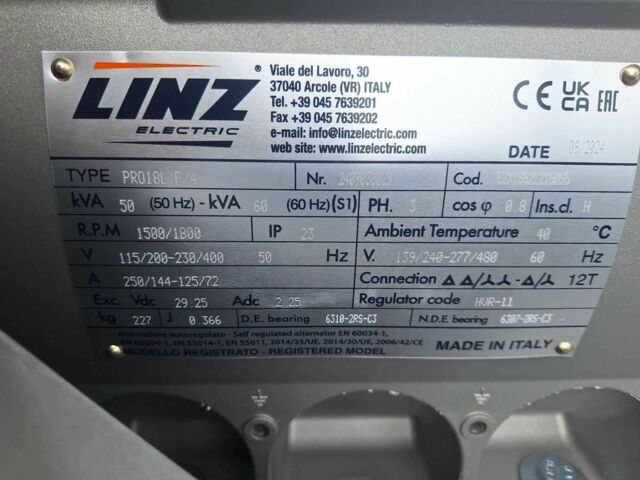 LINZ®
ELECTRIC
Viale del Lavoro, 30
37040 Arcole (VR) ITALY
Tel. +39 045 7639201
Fax +39 045 7639202
e-mail: info@linzelectric.com
web site: www.linzelectric.com
CE UK CA EAC
DATE 09/2024
TYPE PRO18L F/4 Nr. Cod.
kVA 50 (50 Hz) - kVA 60 (60 Hz) (S1) PH. 3 cos φ 0.8 Ins.cl. H
R.P.M 1500/1800 IP 23 Ambient Temperature 40 °C
V 115/200-230/400 50 Hz V. 139/240-277/480 60 Hz
A 250/144-125/72 Connection ΔΔ/⅄⅄-Δ/⅄ 12T
Exc. Vdc 29.25 Adc 2.25 Regulator code HVR-11
kg 227 J 0.366 D.E. bearing 6310-2RS-C3 N.D.E. bearing 6307-2RS-C3
Alternatore autoregolato - Self regulated alternator EN 60034-1,
EN 60204-1, EN 55014-1, EN 55011, 2014/35/UE, 2014/30/UE, 2006/42/CE
MODELLO REGISTRATO - REGISTERED MODEL MADE IN ITALY